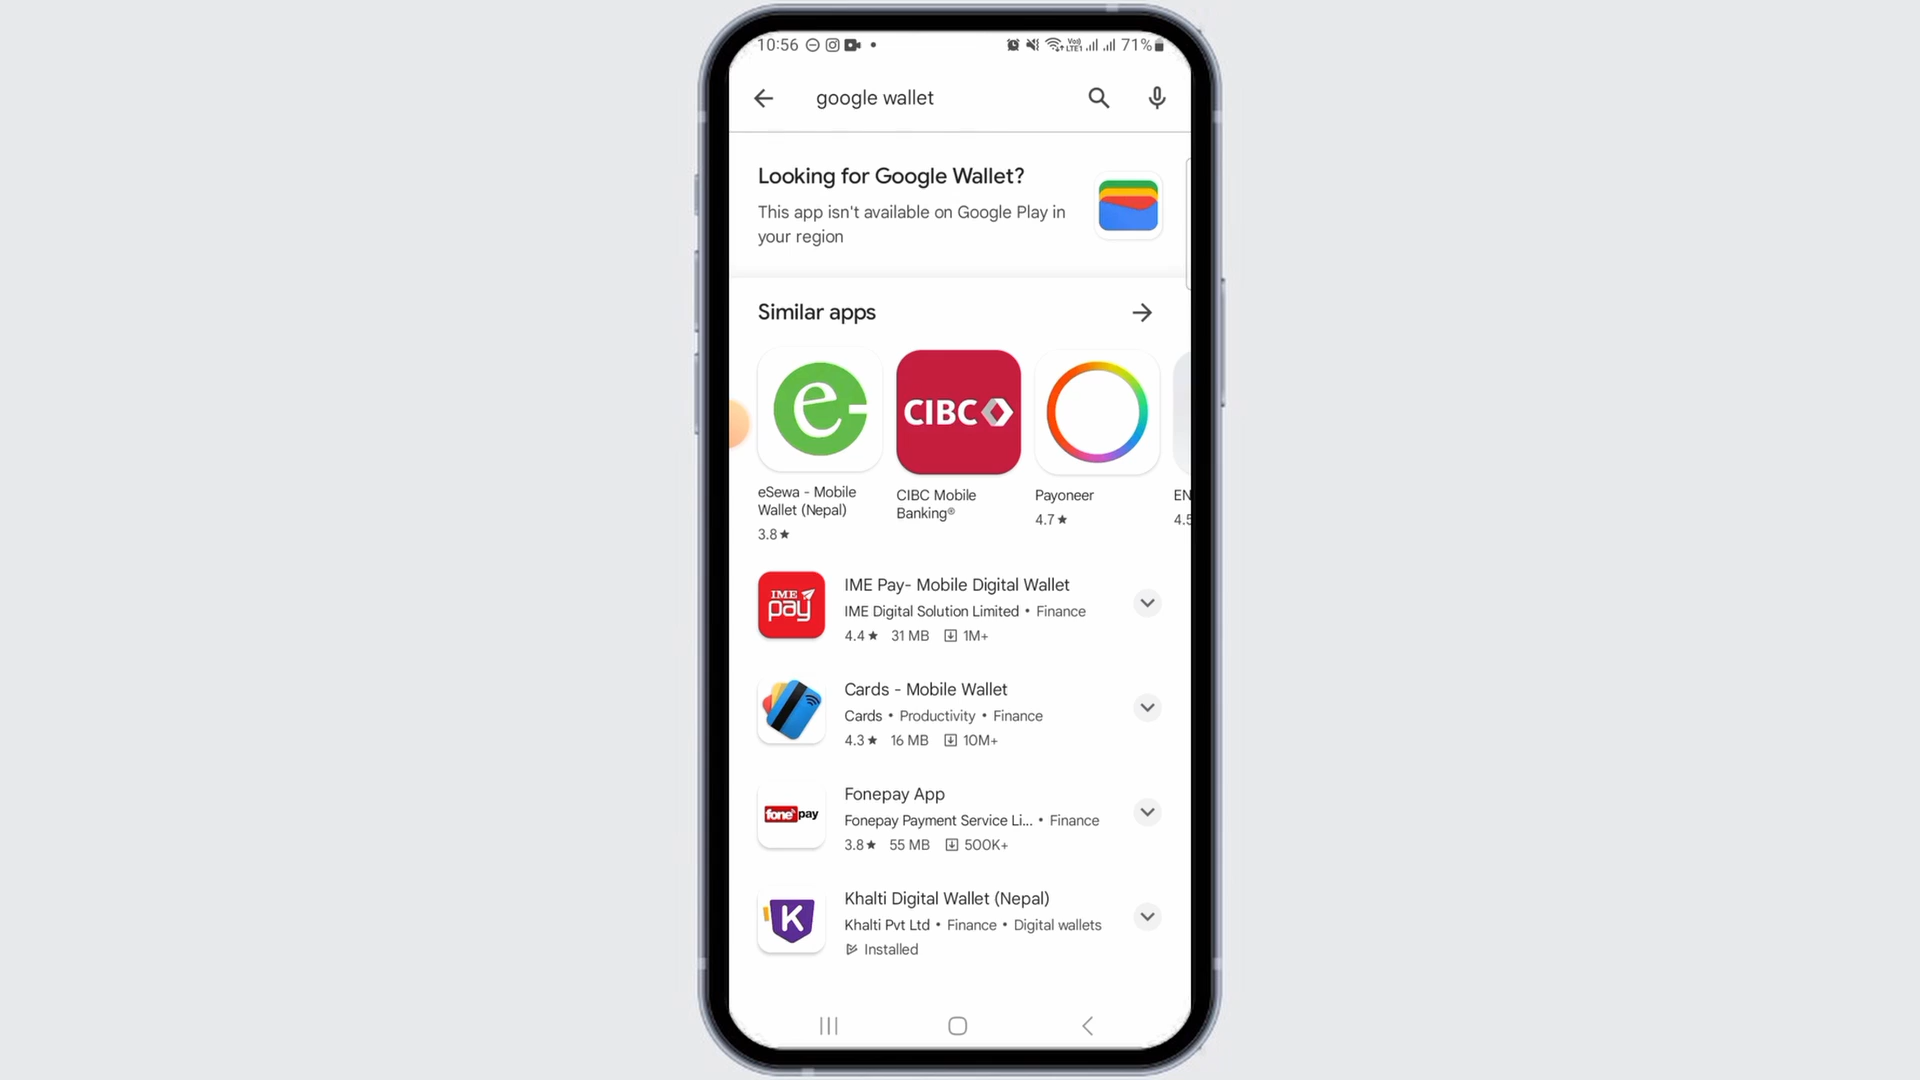 10:56 71%
google wallet
Looking for Google Wallet?
This app isn't available on Google Play in
your region
Similar apps
e
CIBC
eSewa - Mobile
Wallet (Nepal)
3.8★
CIBC Mobile
Banking®
Payoneer
4.7★
EN
4.5
IME
pay
IME Pay- Mobile Digital Wallet
IME Digital Solution Limited • Finance
4.4★ 31 MB 1M+
Cards - Mobile Wallet
Cards • Productivity • Finance
4.3★ 16 MB 10M+
fonepay
Fonepay App
Fonepay Payment Service Li... • Finance
3.8★ 55 MB 500K+
K
Khalti Digital Wallet (Nepal)
Khalti Pvt Ltd • Finance • Digital wallets
Installed